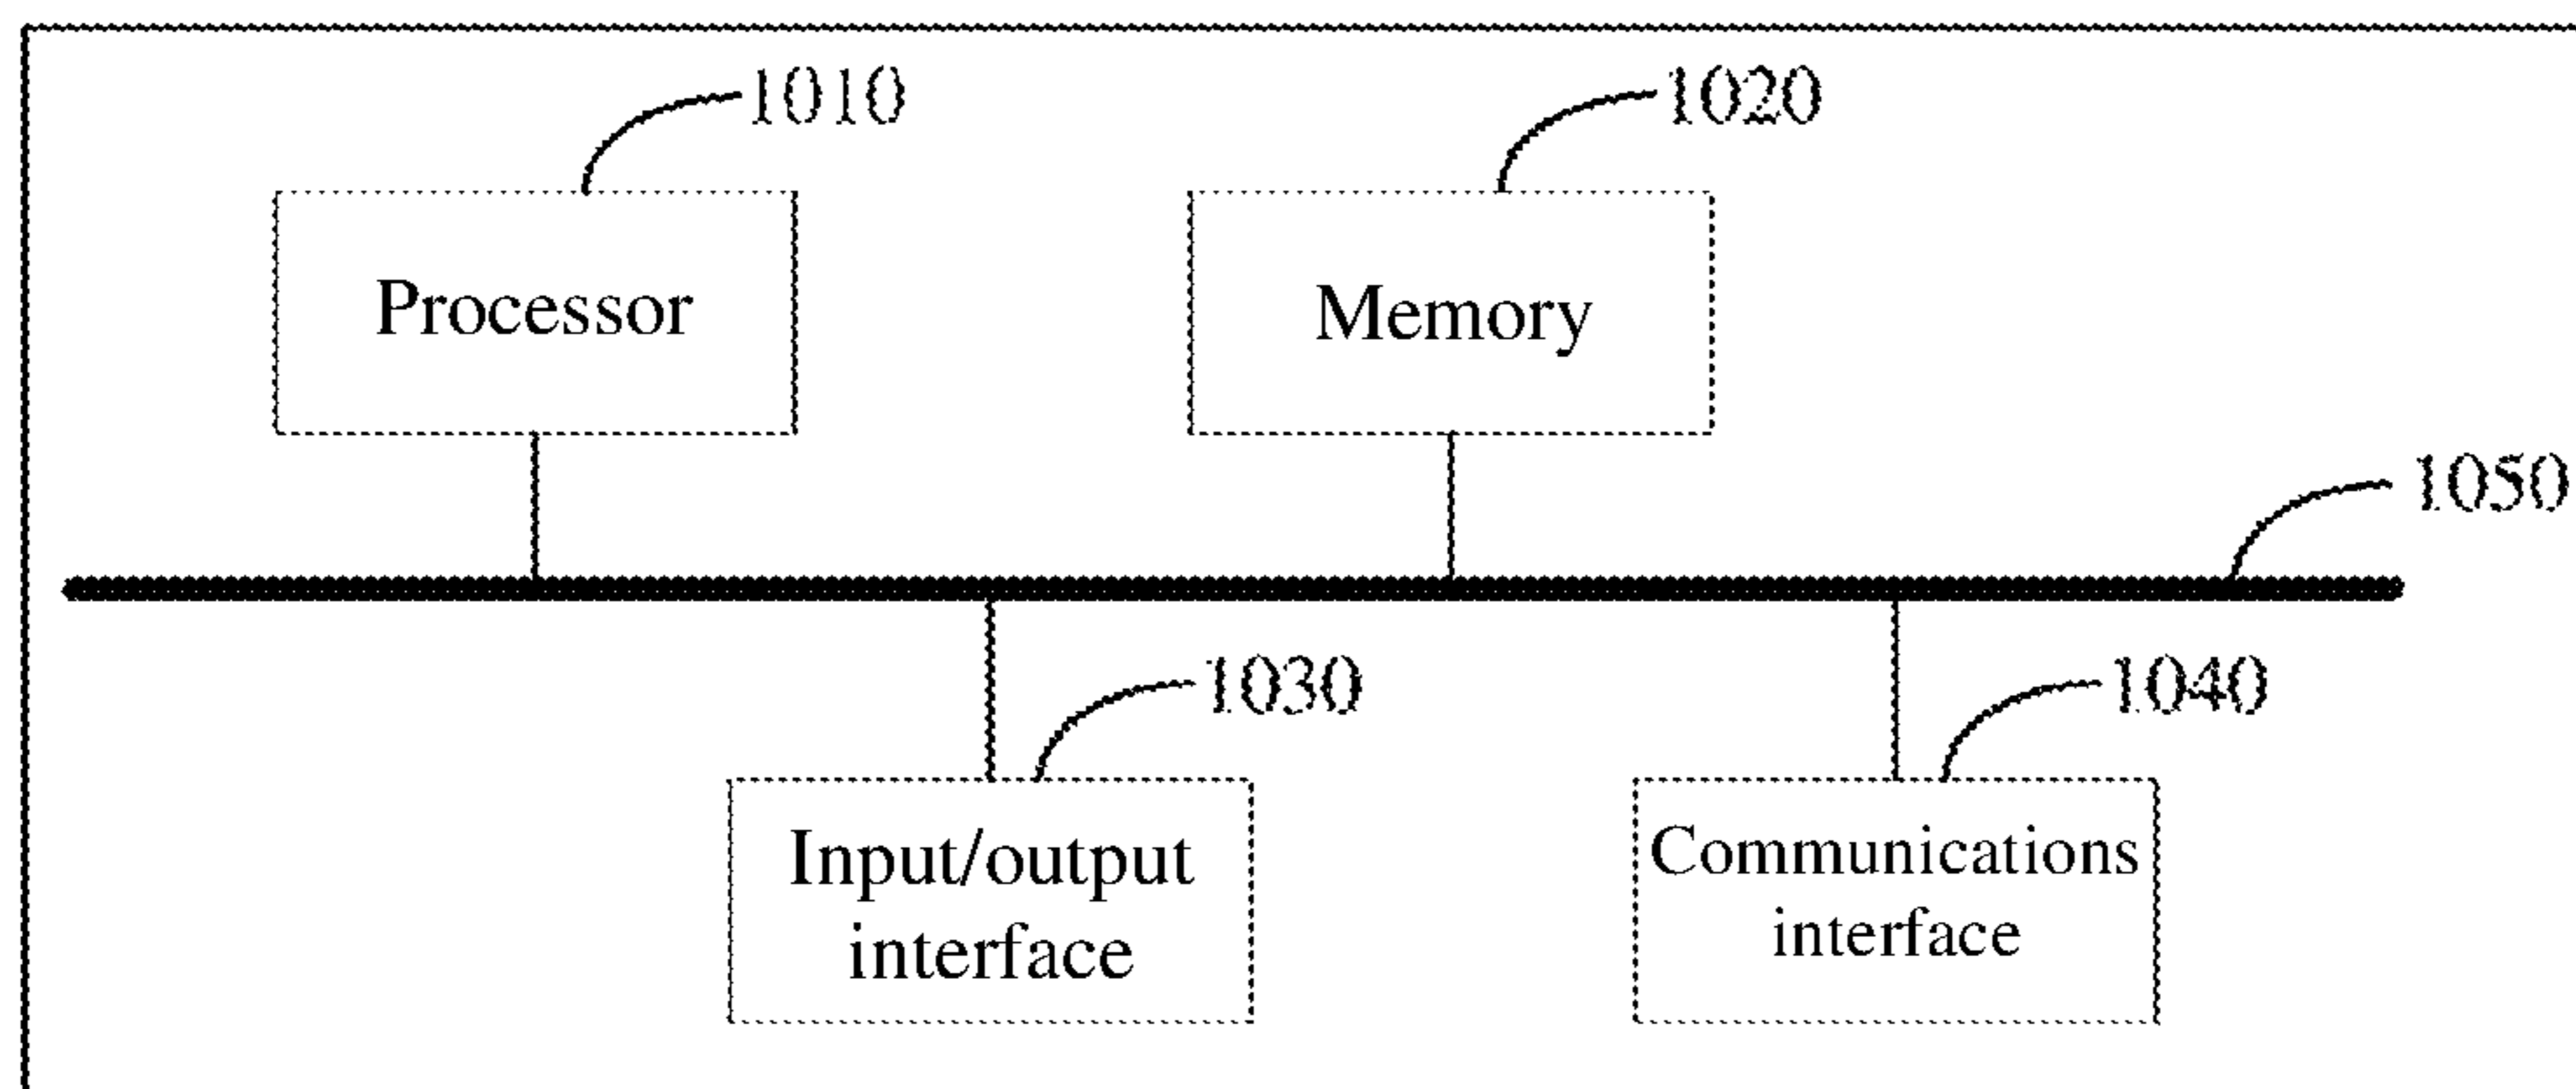 1010
1020
Processor
Memory
1050
1030
1040
Input/output
interface
Communications
interface